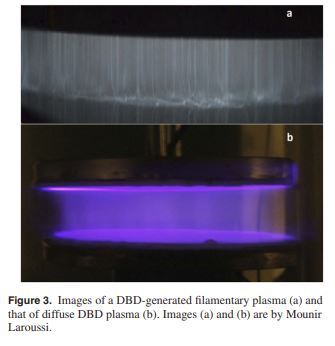 a
b
Figure 3. Images of a DBD-generated filamentary plasma (a) and
that of diffuse DBD plasma (b). Images (a) and (b) are by Mounir
Laroussi.